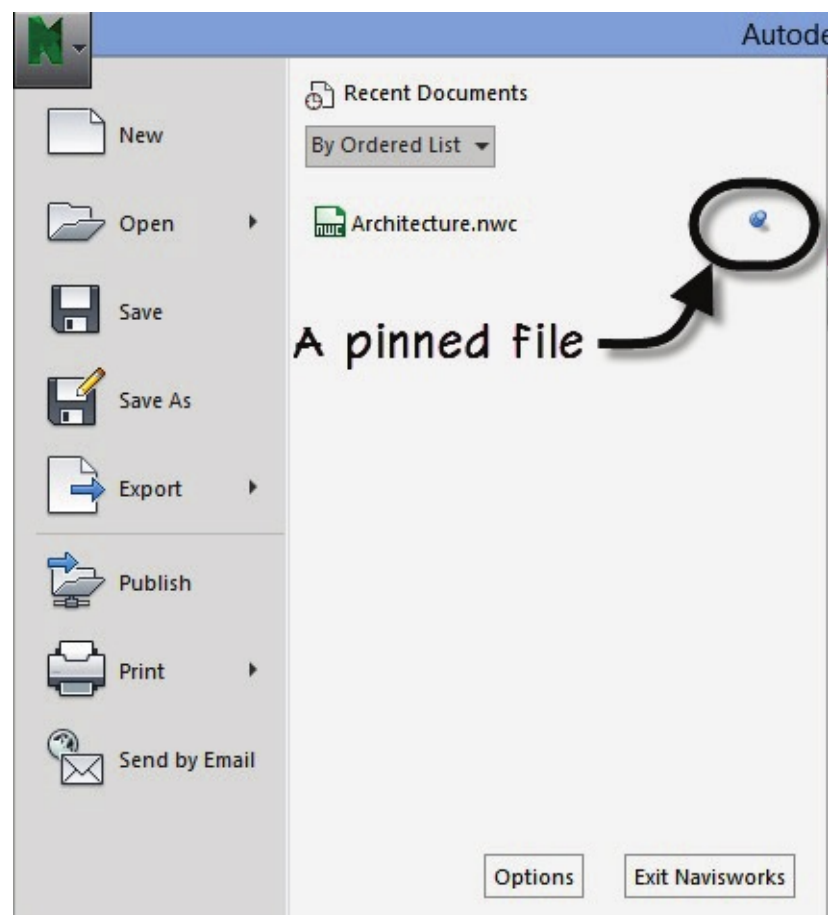 Autode
New
Open
Save
Save As
Export
Publish
Print
Send by Email
Recent Documents
By Ordered List
nwc Architecture.nwc
A pinned file
Options
Exit Navisworks